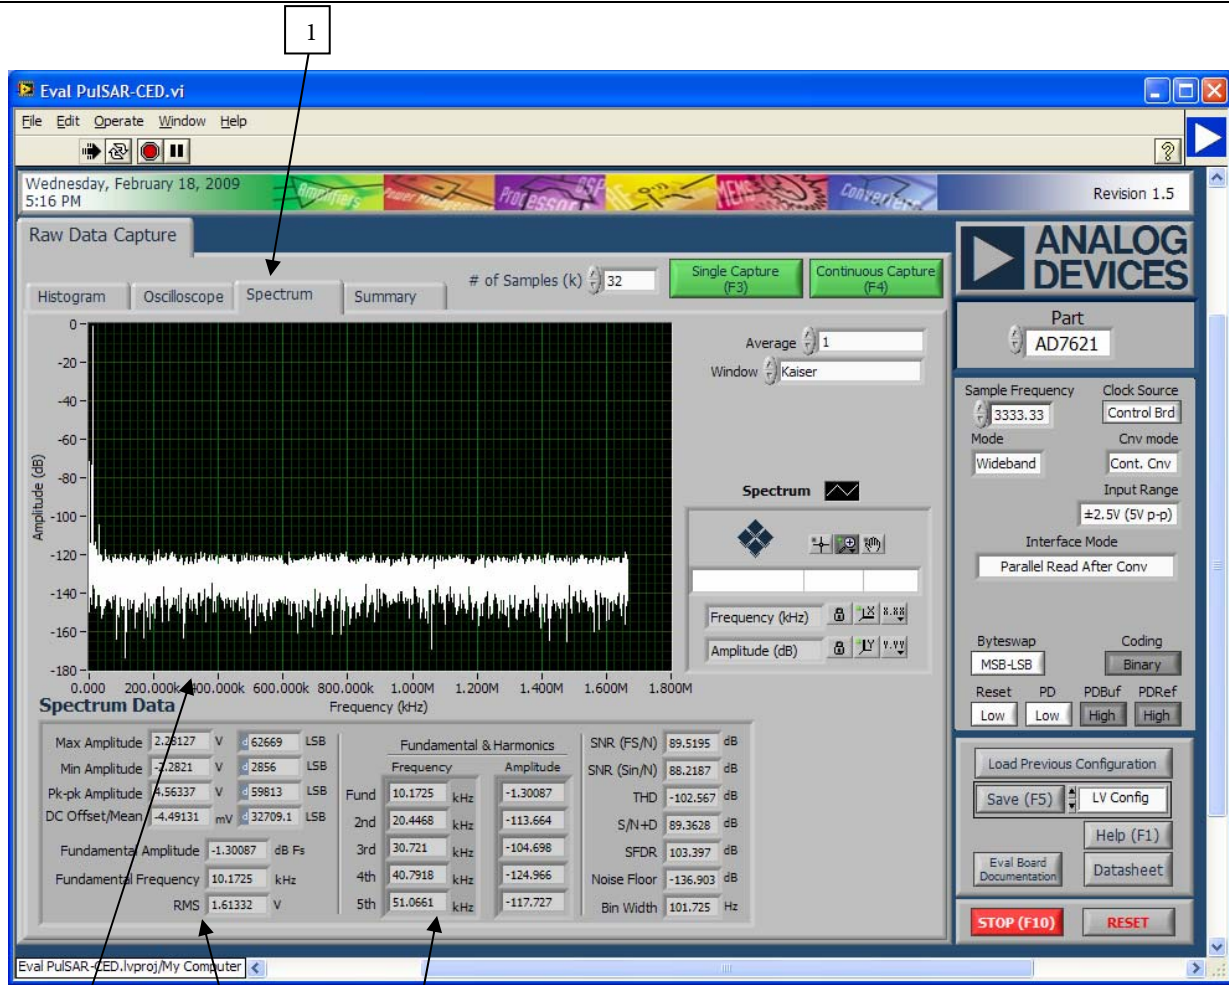 1
Eval PulSAR-CED.vi
File Edit Operate Window Help
Wednesday, February 18, 2009
5:16 PM
Amplifiers Power Management Processors DSP RF MEMS Converters
Revision 1.5
Raw Data Capture
# of Samples (k) 32
Single Capture (F3)
Continuous Capture (F4)
Histogram Oscilloscope Spectrum Summary
ANALOG DEVICES
Part
AD7621
Average 1
Window Kaiser
Amplitude (dB)
0
-20
-40
-60
-80
-100
-120
-140
-160
-180
0.000 200.000k 400.000k 600.000k 800.000k 1.000M 1.200M 1.400M 1.600M 1.800M
Frequency (kHz)
Spectrum
Frequency (kHz) X X.XX
Amplitude (dB) Y Y.YY
Sample Frequency Clock Source
3333.33 Control Brd
Mode Cnv mode
Wideband Cont. Cnv
Input Range
±2.5V (5V p-p)
Interface Mode
Parallel Read After Conv
Byteswap Coding
MSB-LSB Binary
Reset PD PDBuf PDRef
Low Low High High
Load Previous Configuration
Save (F5) LV Config
Help (F1)
Eval Board Documentation
Datasheet
STOP (F10) RESET
Spectrum Data
Max Amplitude 2.28127 V d 62669 LSB
Min Amplitude -2.2821 V d 2856 LSB
Pk-pk Amplitude 4.56337 V d 59813 LSB
DC Offset/Mean -4.49131 mV d 32709.1 LSB
Fundamental Amplitude -1.30087 dB Fs
Fundamental Frequency 10.1725 kHz
RMS 1.61332 V
Fundamental & Harmonics
Frequency Amplitude
Fund 10.1725 kHz -1.30087
2nd 20.4468 kHz -113.664
3rd 30.721 kHz -104.698
4th 40.7918 kHz -124.966
5th 51.0661 kHz -117.727
SNR (FS/N) 89.5195 dB
SNR (Sin/N) 88.2187 dB
THD -102.567 dB
S/N+D 89.3628 dB
SFDR 103.397 dB
Noise Floor -136.903 dB
Bin Width 101.725 Hz
Eval PulSAR-CED.lvproj/My Computer